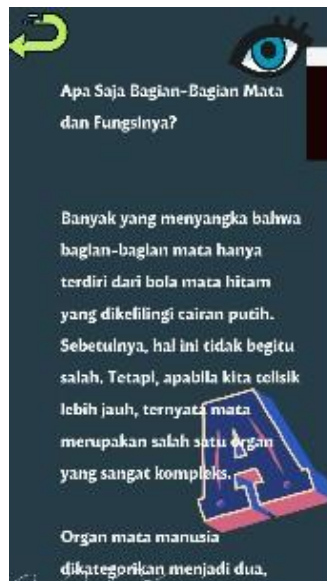 Apa Saja Bagian-Bagian Mata
dan Fungsinya?
Banyak yang menyangka bahwa
bagian-bagian mata hanya
terdiri dari bola mata hitam
yang dikelilingi cairan putih.
Sebetulnya, hal ini tidak begitu
salah. Tetapi, apabila kita telisik
lebih jauh, ternyata mata
merupakan salah satu organ
yang sangat kompleks.
A
Organ mata manusia
dikategorikan menjadi dua,